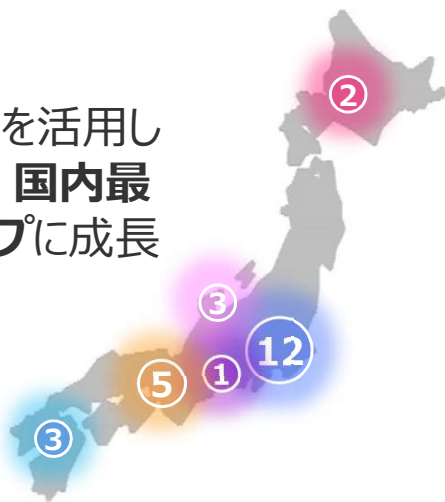 を活用し
国内最
プに成長
②
③
⑫
①
⑤
③